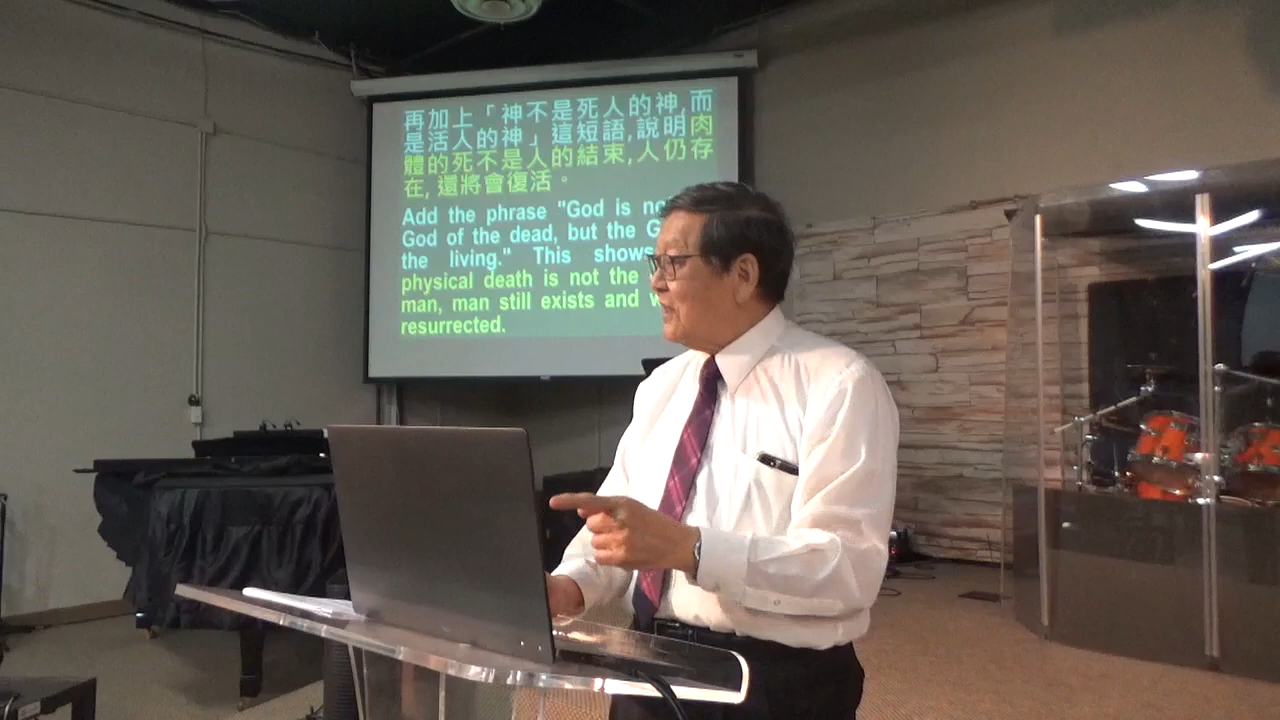 再加上「神不是死人的神,而
是活人的神」這短語,說明肉
體的死不是人的結束,人仍存
在, 還將會復活。
Add the phrase "God is
God of the dead, but the
the living." This shows
physical death is not the
man, man still exists and
resurrected.